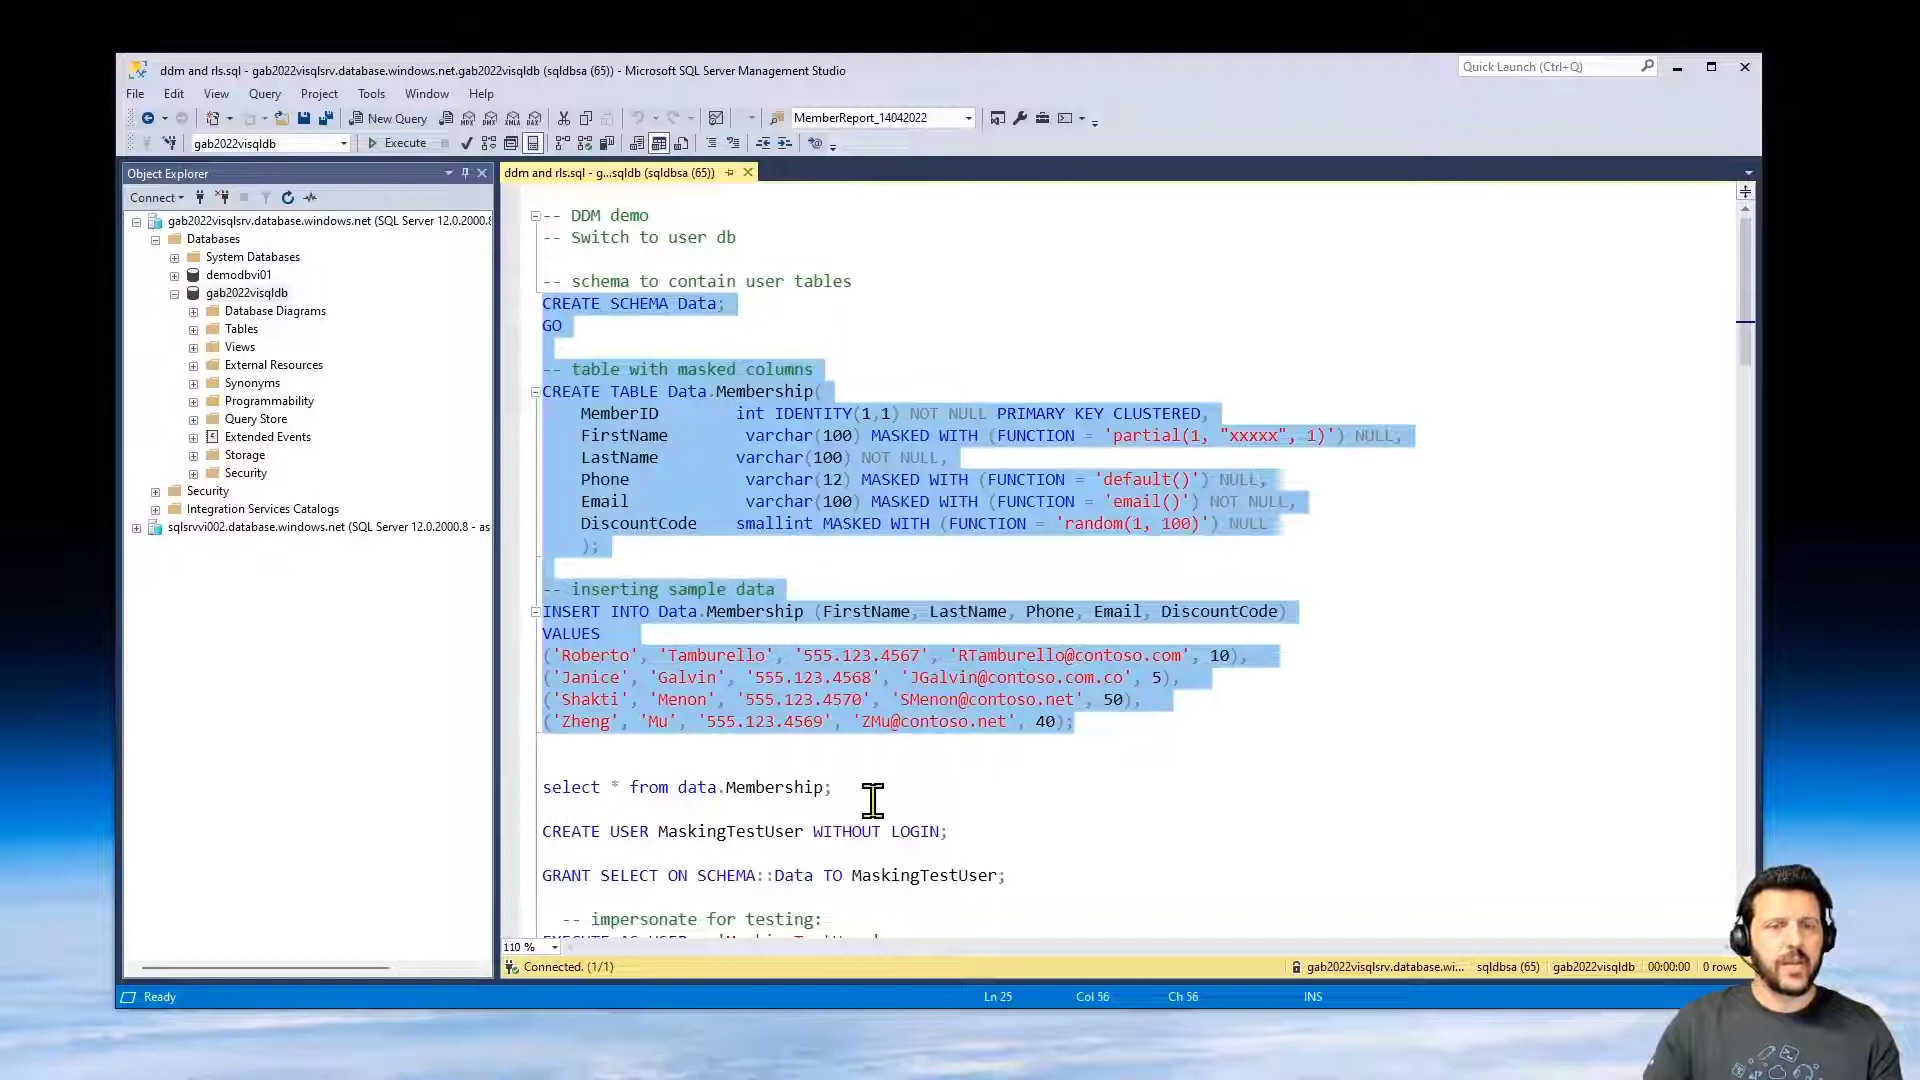 ddm and rls.sql - gab2022visqlsrv.database.windows.net.gab2022visqldb (sqldbsa (65)) - Microsoft SQL Server Management Studio
Quick Launch (Ctrl+Q)
File Edit View Query Project Tools Window Help
New Query MDX DMX XMLA DAX MemberReport_14042022
gab2022visqldb Execute
Object Explorer
ddm and rls.sql - g...sqldb (sqldbsa (65))
Connect
gab2022visqlsrv.database.windows.net (SQL Server 12.0.2000.8
Databases
System Databases
demodbvi01
gab2022visqldb
Database Diagrams
Tables
Views
External Resources
Synonyms
Programmability
Query Store
Extended Events
Storage
Security
Security
Integration Services Catalogs
sqlsrvvi002.database.windows.net (SQL Server 12.0.2000.8 - as
-- DDM demo
-- Switch to user db
-- schema to contain user tables
CREATE SCHEMA Data;
GO
-- table with masked columns
CREATE TABLE Data.Membership(
MemberID int IDENTITY(1,1) NOT NULL PRIMARY KEY CLUSTERED,
FirstName varchar(100) MASKED WITH (FUNCTION = 'partial(1, "xxxxx", 1)') NULL,
LastName varchar(100) NOT NULL,
Phone varchar(12) MASKED WITH (FUNCTION = 'default()') NULL,
Email varchar(100) MASKED WITH (FUNCTION = 'email()') NOT NULL,
DiscountCode smallint MASKED WITH (FUNCTION = 'random(1, 100)') NULL
);
-- inserting sample data
INSERT INTO Data.Membership (FirstName, LastName, Phone, Email, DiscountCode)
VALUES
('Roberto', 'Tamburello', '555.123.4567', 'RTamburello@contoso.com', 10),
('Janice', 'Galvin', '555.123.4568', 'JGalvin@contoso.com.co', 5),
('Shakti', 'Menon', '555.123.4570', 'SMenon@contoso.net', 50),
('Zheng', 'Mu', '555.123.4569', 'ZMu@contoso.net', 40);
select * from data.Membership;
CREATE USER MaskingTestUser WITHOUT LOGIN;
GRANT SELECT ON SCHEMA::Data TO MaskingTestUser;
-- impersonate for testing:
110 %
Connected. (1/1) gab2022visqlsrv.database.wi... sqldbsa (65) gab2022visqldb 00:00:00 0 rows
Ready Ln 25 Col 56 Ch 56 INS